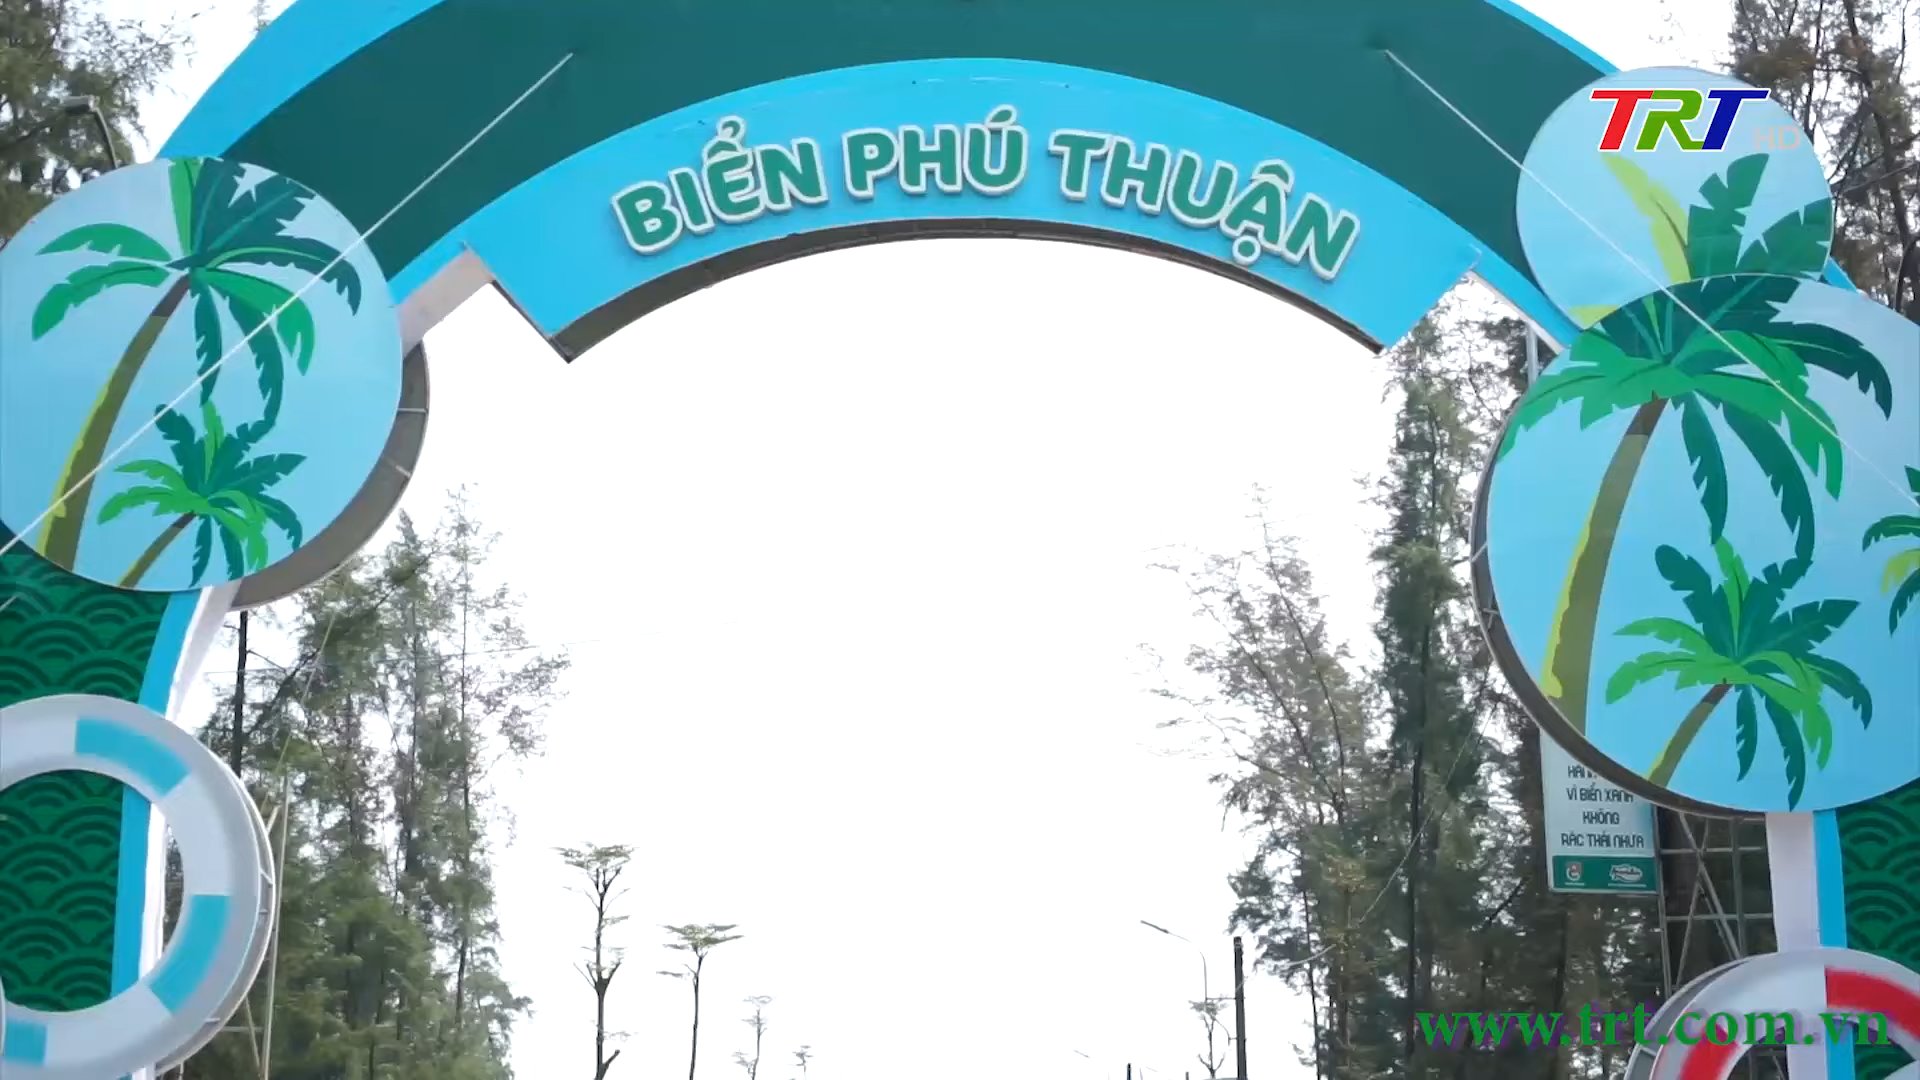 TRT HD
BIỂN PHÚ THUẬN
VÌ BIỂN XANH
KHÔNG
RÁC THẢI NHỰA
www.trt.com.vn